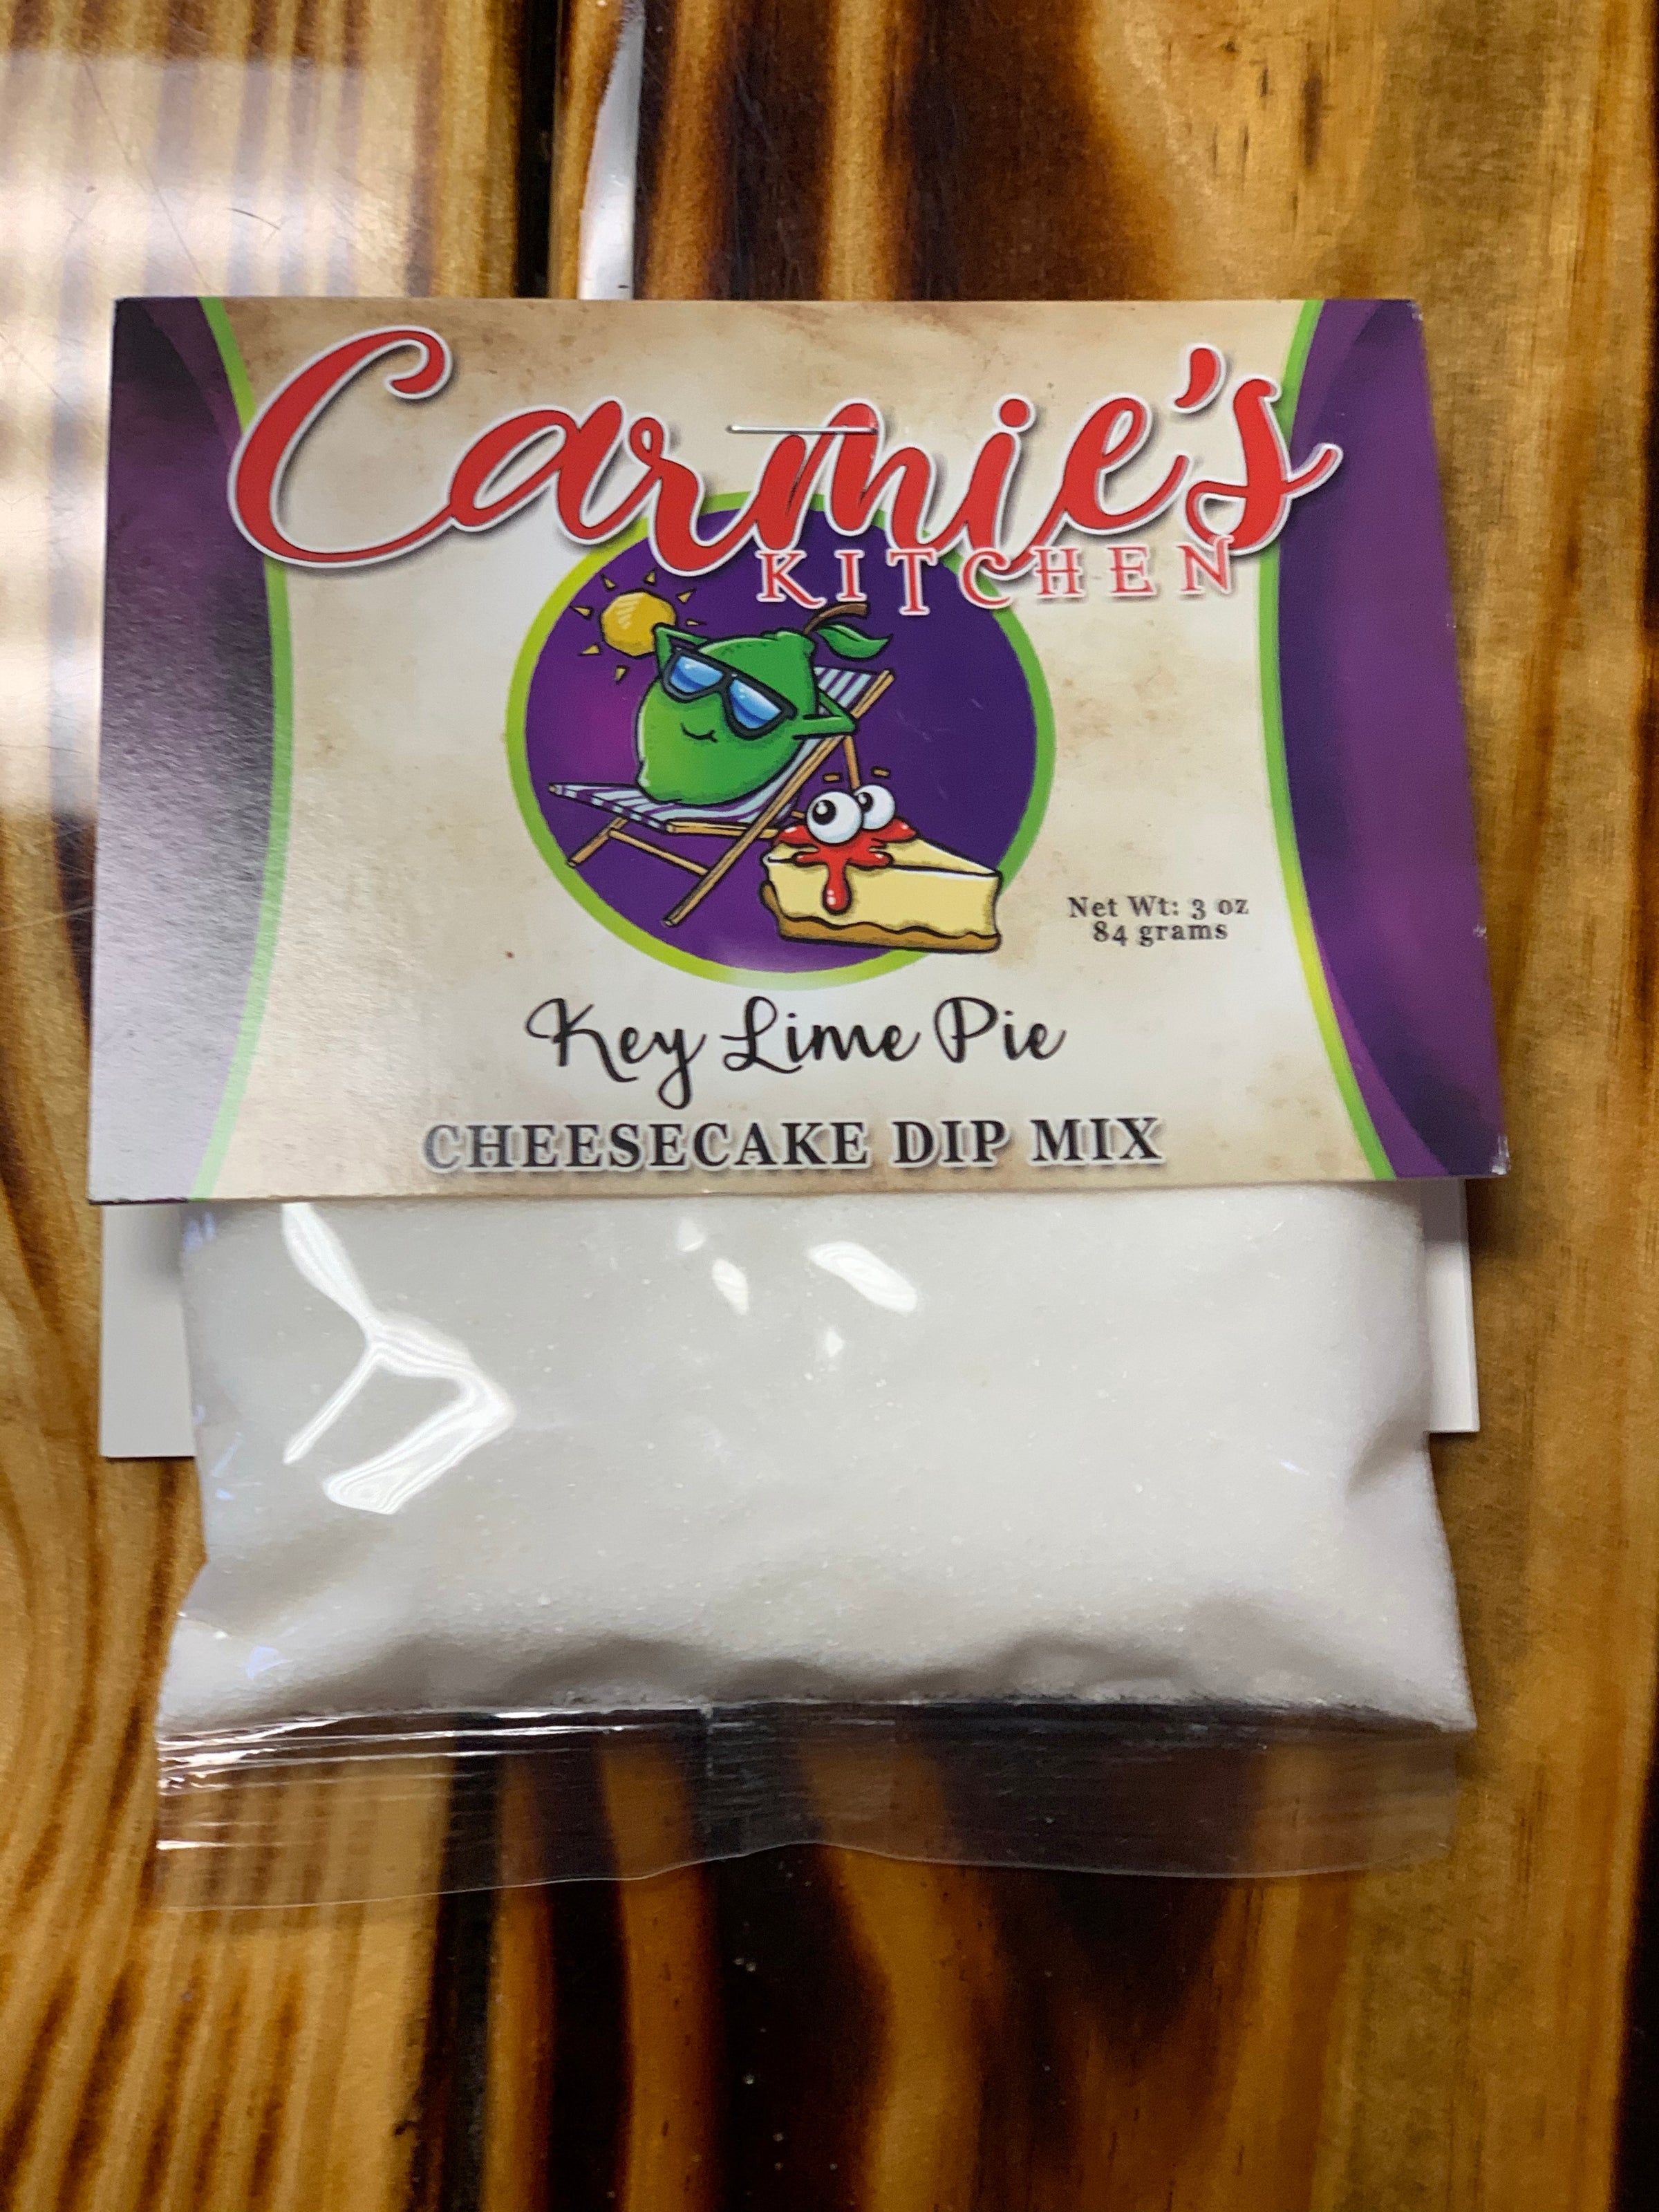 Carmie's
KITCHEN
Net Wt: 3 oz
84 grams
Key Lime Pie
CHEESECAKE DIP MIX